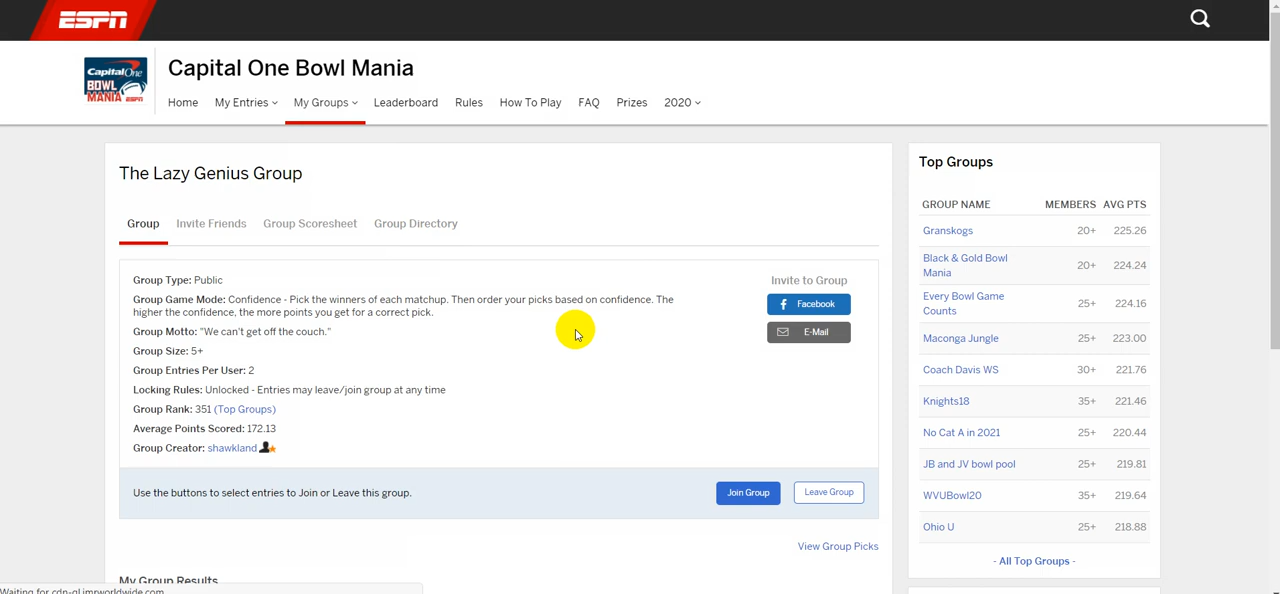 ESPN
Capital One
BOWL
MANIA
Capital One Bowl Mania
Home My Entries My Groups Leaderboard Rules How To Play FAQ Prizes 2020
The Lazy Genius Group
Group Invite Friends Group Scoresheet Group Directory
Group Type: Public
Group Game Mode: Confidence - Pick the winners of each matchup. Then order your picks based on confidence. The
higher the confidence, the more points you get for a correct pick.
Group Motto: "We can't get off the couch."
Group Size: 5+
Group Entries Per User: 2
Locking Rules: Unlocked - Entries may leave/join group at any time
Group Rank: 351 (Top Groups)
Average Points Scored: 172.13
Group Creator: shawkland
Invite to Group
Facebook
E-Mail
Use the buttons to select entries to Join or Leave this group.
Join Group Leave Group
View Group Picks
My Group Results
Top Groups
GROUP NAME MEMBERS AVG PTS
Granskogs 20+ 225.26
Black & Gold Bowl
Mania 20+ 224.24
Every Bowl Game
Counts 25+ 224.16
Maconga Jungle 25+ 223.00
Coach Davis WS 30+ 221.76
Knights18 35+ 221.46
No Cat A in 2021 25+ 220.44
JB and JV bowl pool 25+ 219.81
WVUBowl20 35+ 219.64
Ohio U 25+ 218.88
- All Top Groups -
Waiting for cdn-gl.imrworldwide.com